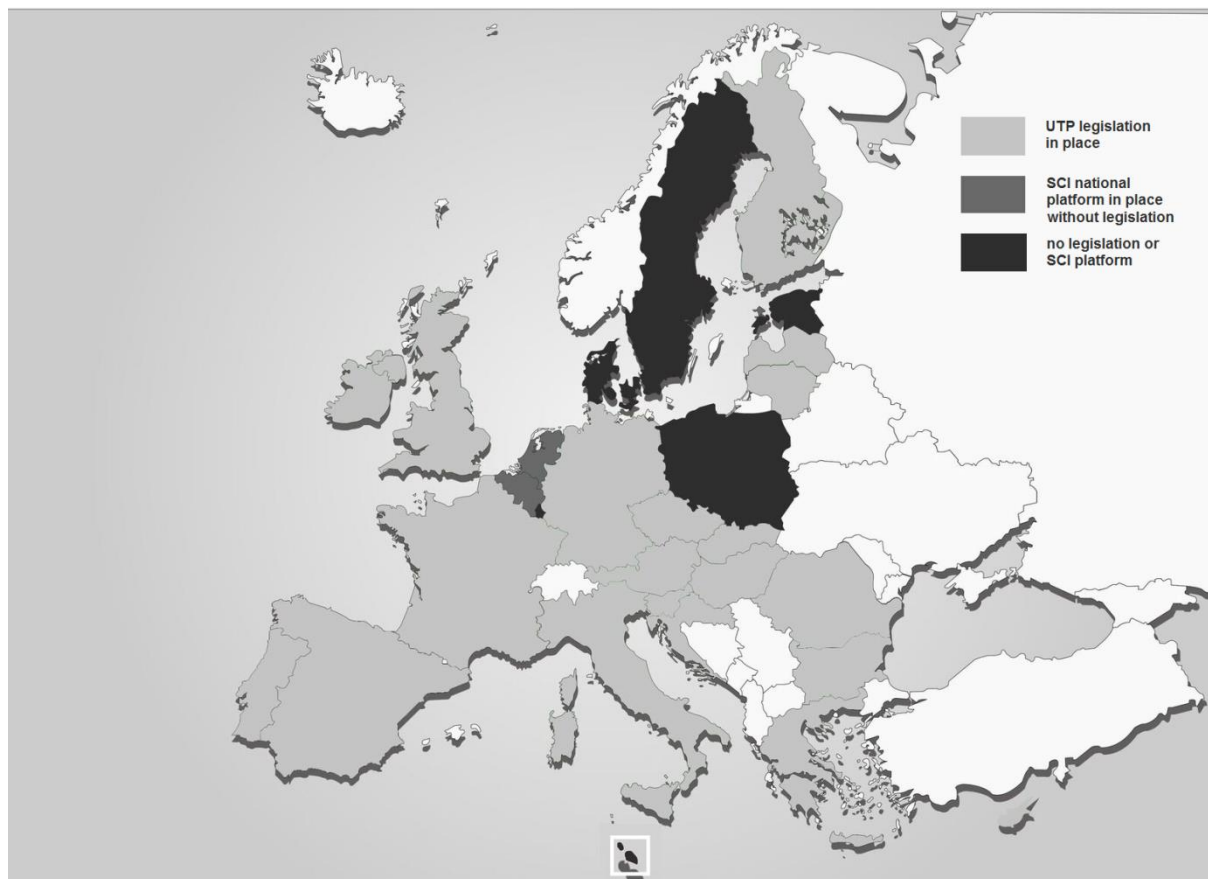 UTP legislation
in place
SCI national
platform in place
without legislation
no legislation or
SCI platform